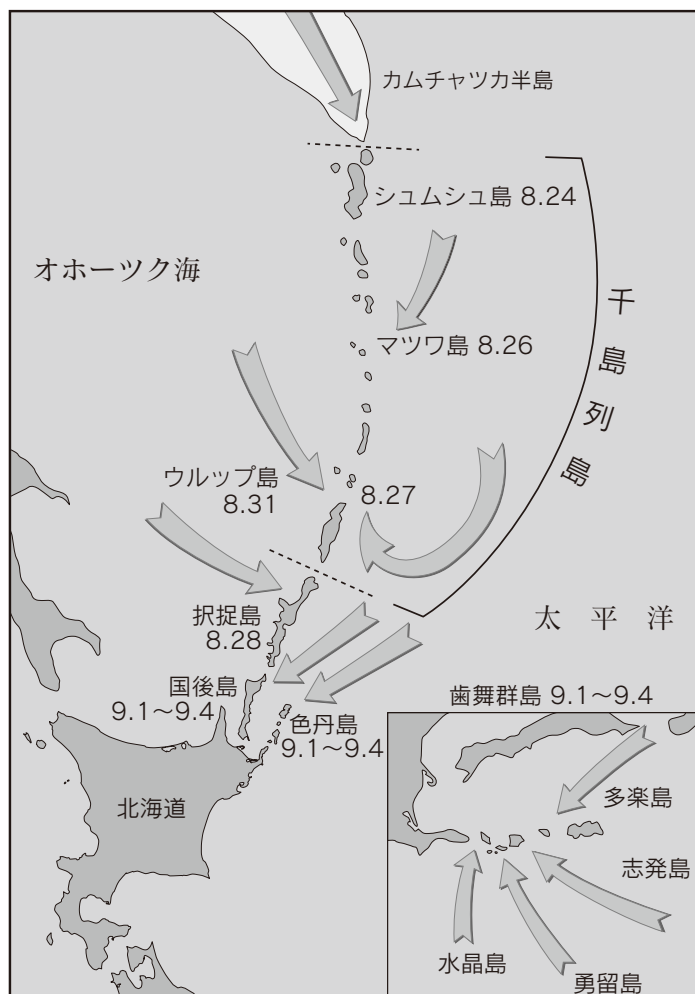 カムチャツカ半島
シュムシュ島 8.24
オホーツク海
千島列島
マツワ島 8.26
ウルップ島
8.31
8.27
択捉島
8.28
太平洋
国後島
9.1〜9.4
色丹島
9.1〜9.4
歯舞群島 9.1〜9.4
北海道
多楽島
志発島
水晶島
勇留島